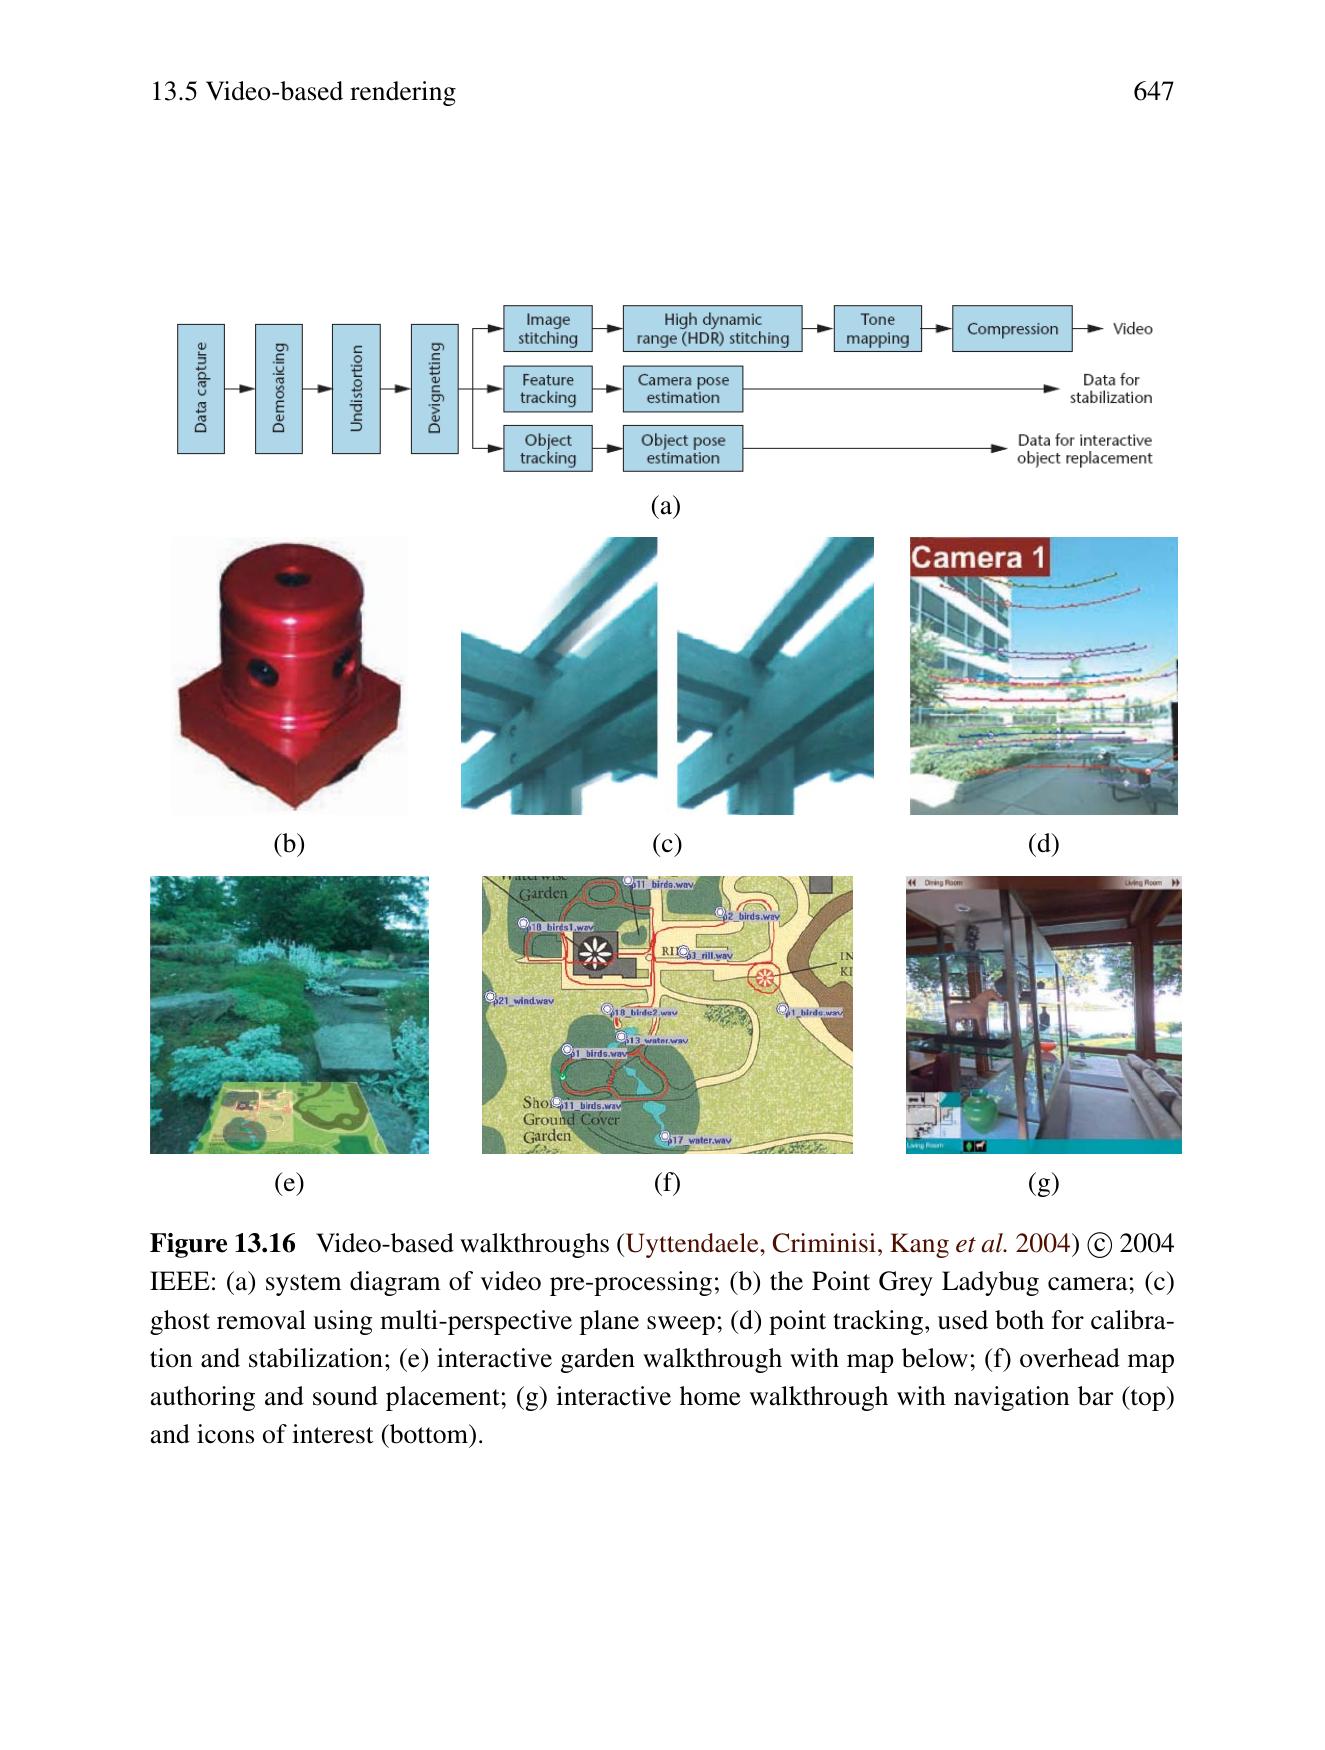 13.5 Video-based rendering 647
Data capture
Demosaicing
Undistortion
Devignetting
Image
stitching
High dynamic
range (HDR) stitching
Tone
mapping
Compression
Video
Feature
tracking
Camera pose
estimation
Data for
stabilization
Object
tracking
Object pose
estimation
Data for interactive
object replacement
(a)
Camera 1
(b) (c) (d)
Garden
p11_birds.wav
p2_birds.wav
p18_birds1.wav
p3_rill.wav
IN
KI
p21_wind.wav
p18_birds2.wav
p1_birds.wav
p13_water.wav
p1_birds.wav
p11_birds.wav
Ground Cover
Garden
p17_water.wav
Dining Room Living Room
Living Room
(e) (f) (g)
Figure 13.16 Video-based walkthroughs (Uyttendaele, Criminisi, Kang et al. 2004) © 2004
IEEE: (a) system diagram of video pre-processing; (b) the Point Grey Ladybug camera; (c)
ghost removal using multi-perspective plane sweep; (d) point tracking, used both for calibra-
tion and stabilization; (e) interactive garden walkthrough with map below; (f) overhead map
authoring and sound placement; (g) interactive home walkthrough with navigation bar (top)
and icons of interest (bottom).